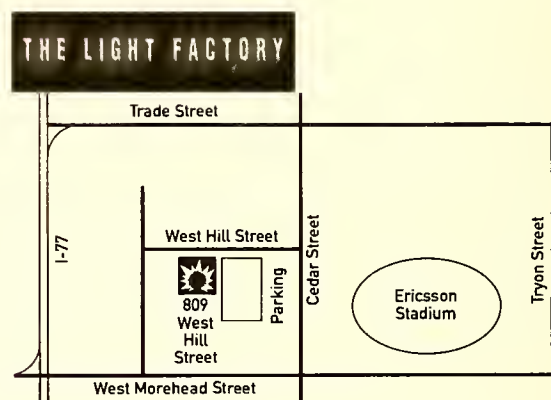 THE LIGHT FACTORY
Trade Street
I-77
West Hill Street
809
West
Hill
Street
Parking
Cedar Street
Ericsson
Stadium
Tryon Street
West Morehead Street